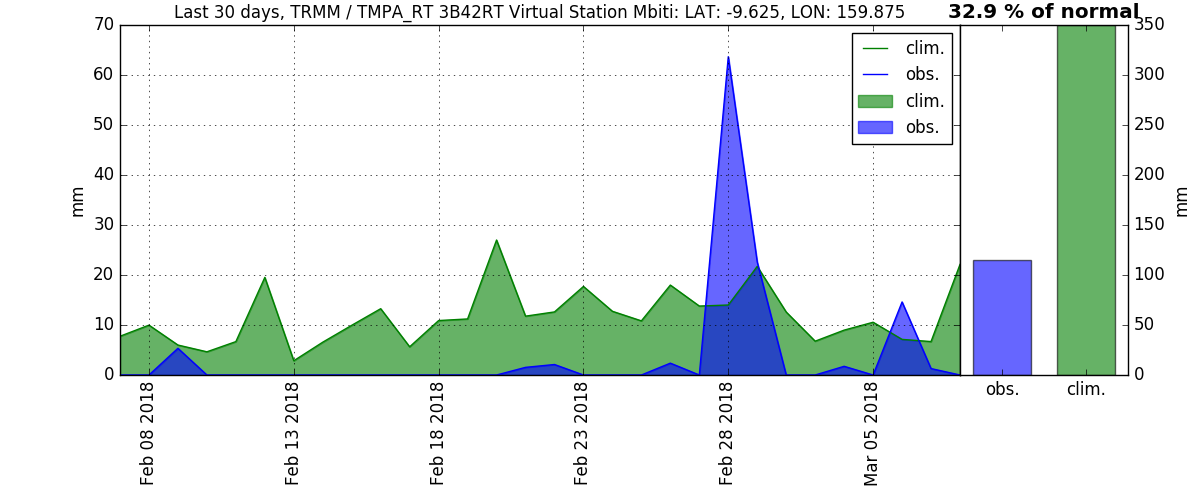 Last 30 days, TRMM / TMPA_RT 3B42RT Virtual Station Mbiti: LAT: -9.625, LON: 159.875
32.9 % of normal
70
60
50
40
30
20
10
0
mm
clim.
obs.
clim.
obs.
350
300
250
200
150
100
50
0
mm
obs.
clim.
Feb 08 2018
Feb 13 2018
Feb 18 2018
Feb 23 2018
Feb 28 2018
Mar 05 2018